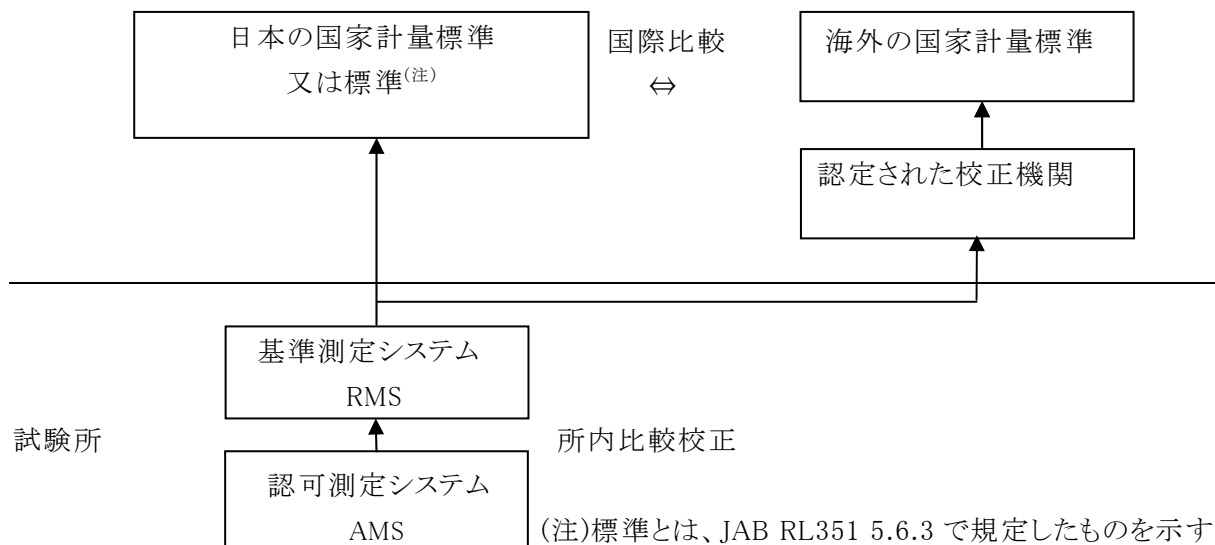 日本の国家計量標準
又は標準(注)
国際比較
⇔
海外の国家計量標準
認定された校正機関
基準測定システム
RMS
試験所
所内比較校正
認可測定システム
AMS
(注)標準とは、JAB RL351 5.6.3 で規定したものを示す